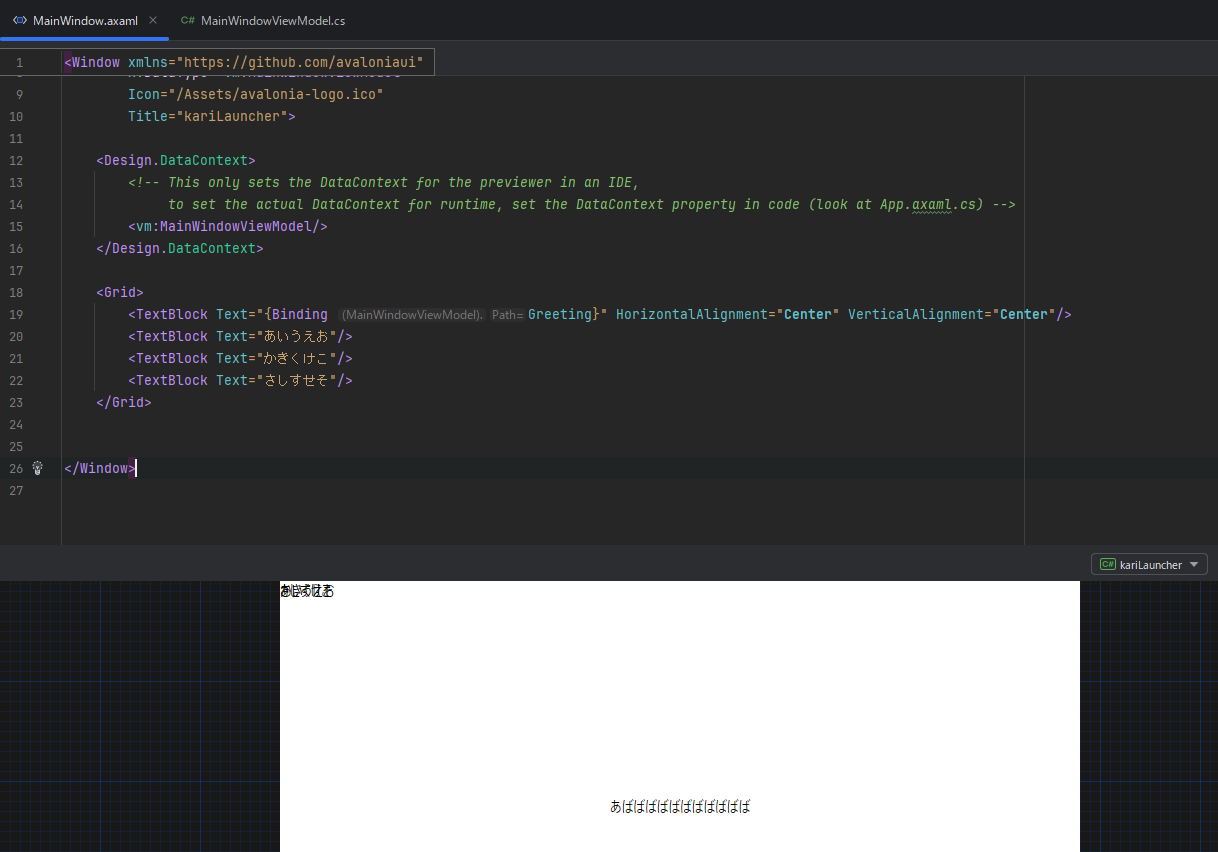 MainWindow.axaml
C# MainWindowViewModel.cs
1 <Window xmlns="https://github.com/avaloniaui"
9 Icon="/Assets/avalonia-logo.ico"
10 Title="kariLauncher">
11
12 <Design.DataContext>
13 <!-- This only sets the DataContext for the previewer in an IDE,
14 to set the actual DataContext for runtime, set the DataContext property in code (look at App.axaml.cs) -->
15 <vm:MainWindowViewModel/>
16 </Design.DataContext>
17
18 <Grid>
19 <TextBlock Text="{Binding (MainWindowViewModel). Path= Greeting}" HorizontalAlignment="Center" VerticalAlignment="Center"/>
20 <TextBlock Text="あいうえお"/>
21 <TextBlock Text="かきくけこ"/>
22 <TextBlock Text="さしすせそ"/>
23 </Grid>
24
25
26 </Window>
27
C# kariLauncher
あばばばばばばばばばばば